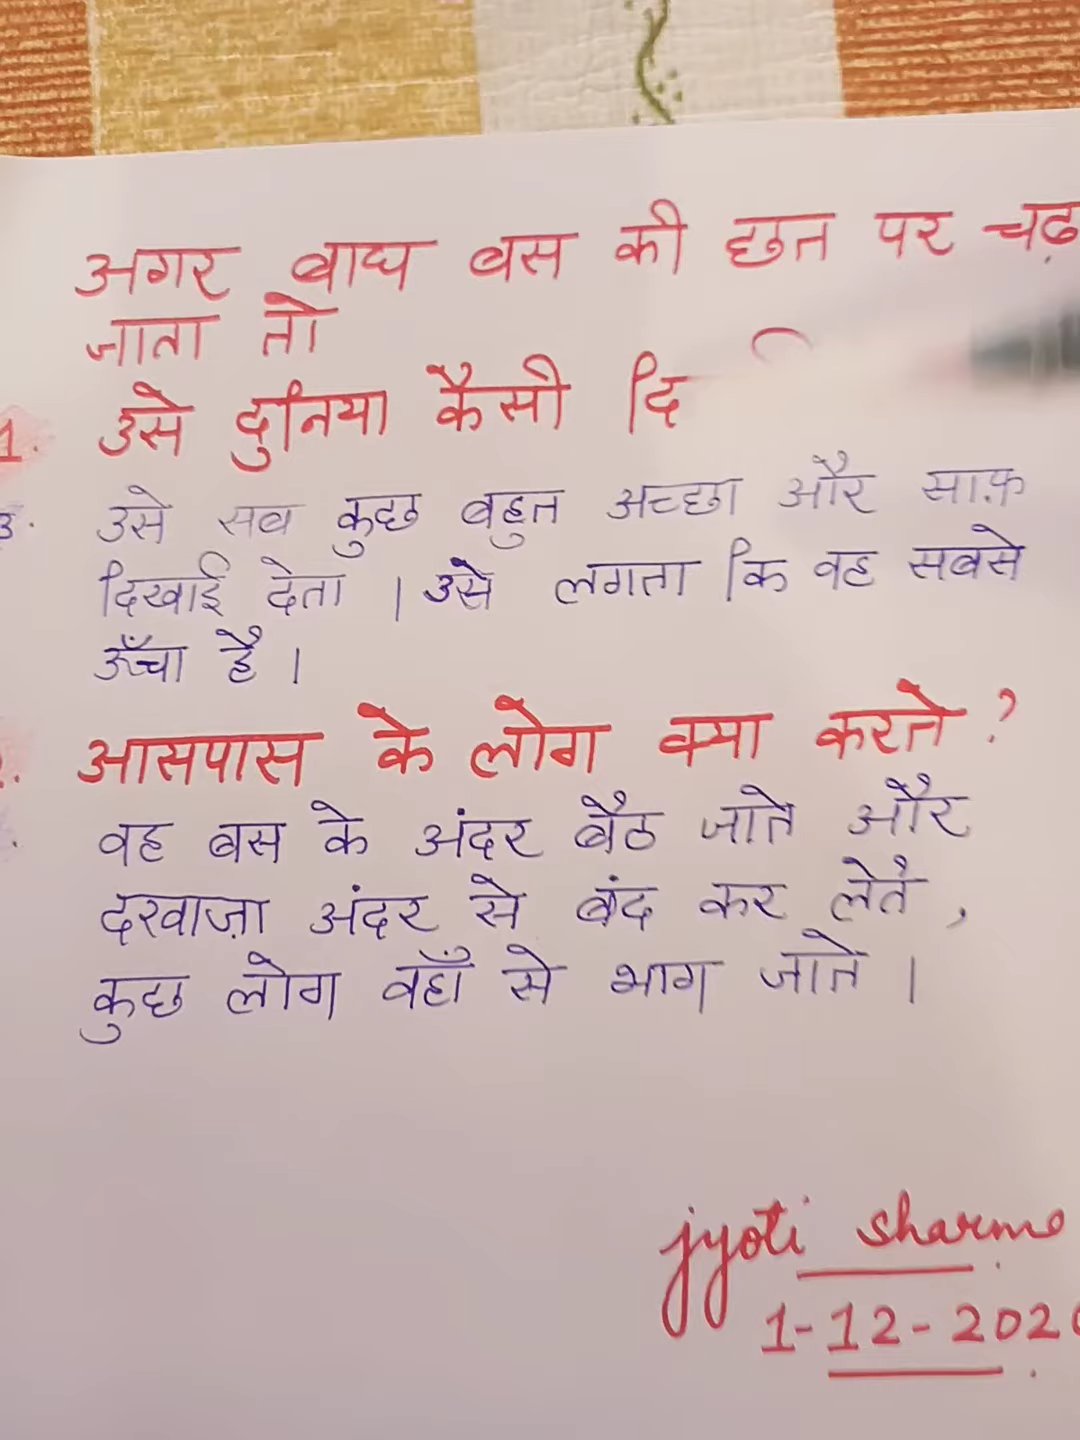 अगर बाघ बस की छत पर चढ़
जाता तो
1. उसे दुनिया कैसी
उसे सब कुछ बहुत अच्छा और साफ़
दिखाई देता । उसे लगता कि वह सबसे
ऊँचा है ।
आसपास के लोग क्या करते ?
वह बस के अंदर बैठ जाते और
दरवाज़ा अंदर से बंद कर लेते ,
कुछ लोग वहाँ से भाग जाते ।
jyoti sharma
1-12-2020